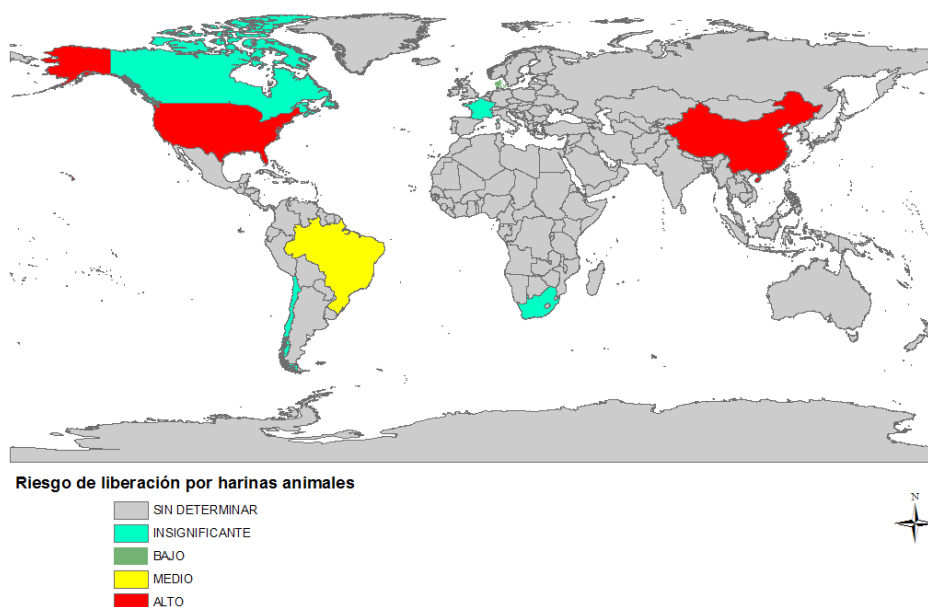 Riesgo de liberación por harinas animales
SIN DETERMINAR
INSIGNIFICANTE
BAJO
MEDIO
ALTO
N